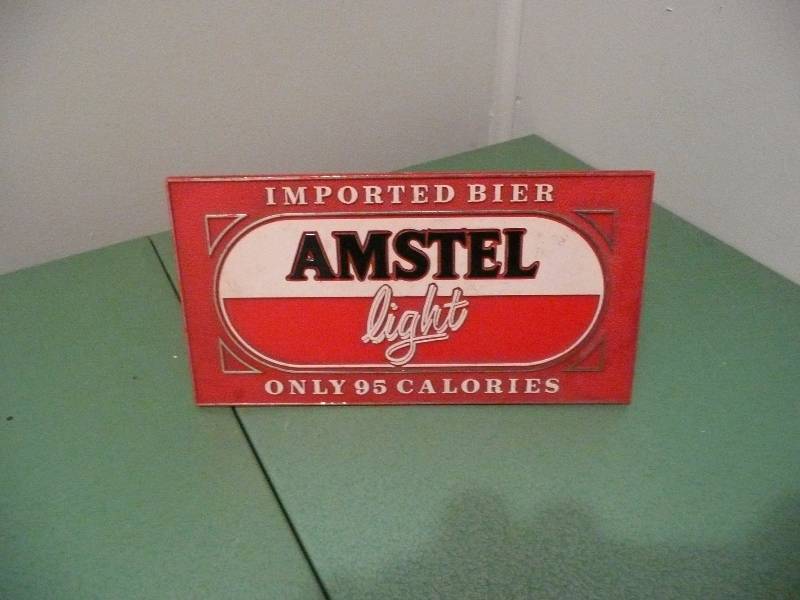 IMPORTED BIER
AMSTEL
light
ONLY 95 CALORIES